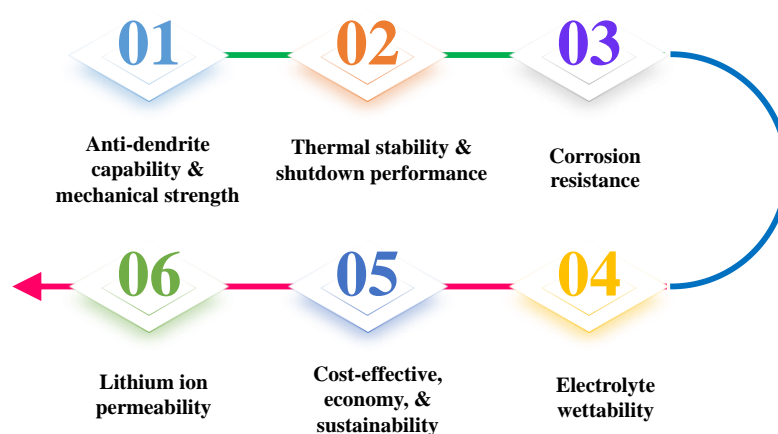 01
Anti-dendrite
capability &
mechanical strength
02
Thermal stability &
shutdown performance
03
Corrosion
resistance
04
Electrolyte
wettability
05
Cost-effective,
economy, &
sustainability
06
Lithium ion
permeability